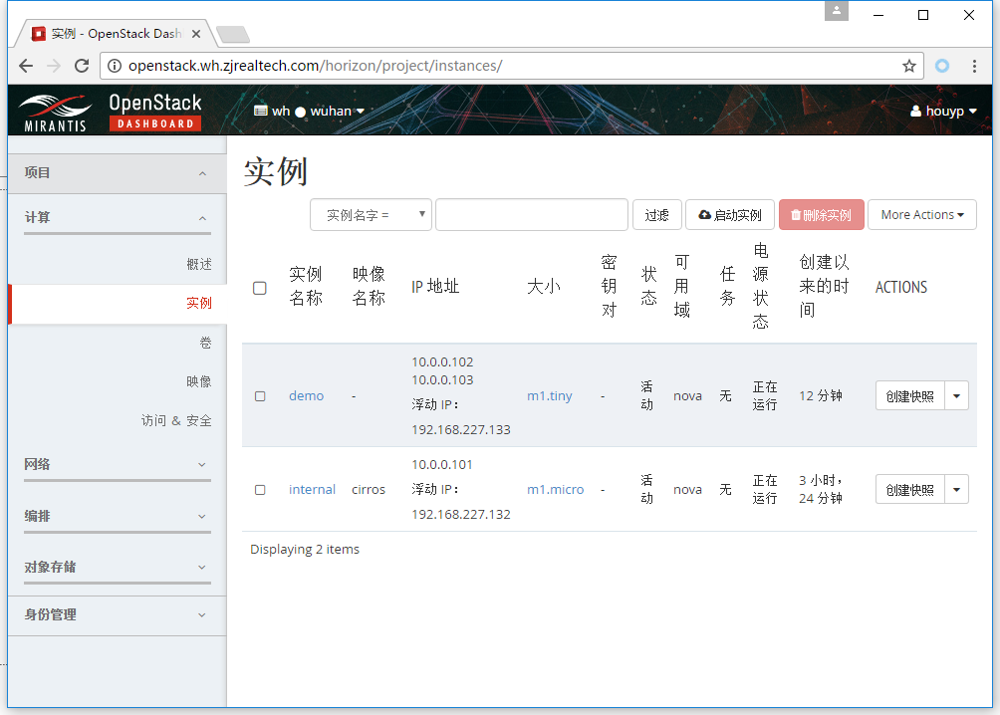 实例 - OpenStack Dash
openstack.wh.zjrealtech.com/horizon/project/instances/
MIRANTIS
OpenStack
DASHBOARD
wh ● wuhan
houyp
项目
计算
概述
实例
卷
映像
访问 & 安全
网络
编排
对象存储
身份管理
实例
实例名字 =
过滤
启动实例
删除实例
More Actions
实例名称
映像名称
IP 地址
大小
密钥对
状态
可用域
任务
电源状态
创建以来的时间
ACTIONS
demo
-
10.0.0.102
10.0.0.103
浮动 IP:
192.168.227.133
m1.tiny
-
活动
nova
无
正在运行
12 分钟
创建快照
internal
cirros
10.0.0.101
浮动 IP:
192.168.227.132
m1.micro
-
活动
nova
无
正在运行
3 小时,
24 分钟
创建快照
Displaying 2 items